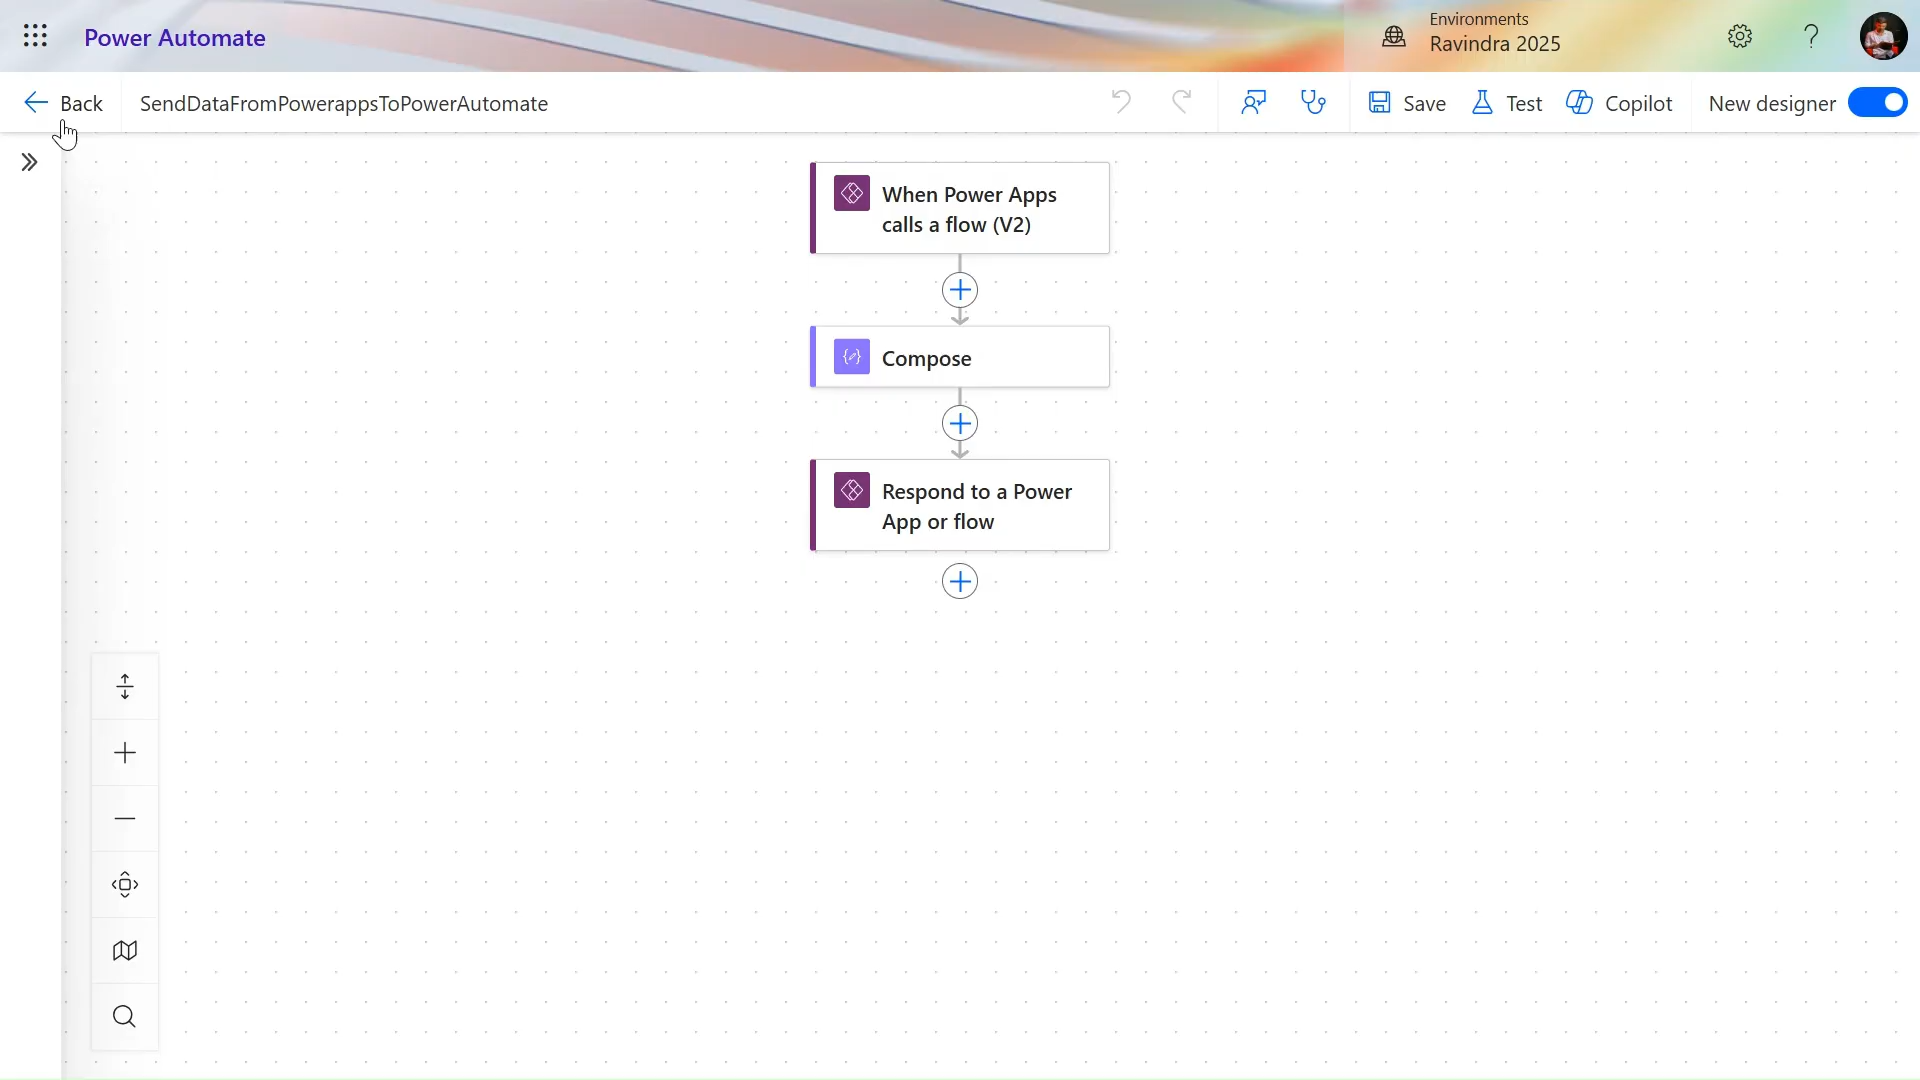 Power Automate
Environments
Ravindra 2025
Back
SendDataFromPowerappsToPowerAutomate
Save
Test
Copilot
New designer
When Power Apps
calls a flow (V2)
Compose
Respond to a Power
App or flow